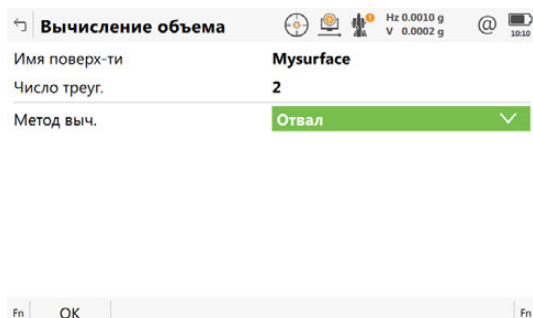 Вычисление объема
Hz 0.0010 g
V 0.0002 g
@
10:10
Имя поверх-ти Mysurface
Число треуг. 2
Метод выч. Отвал
Fn OK Fn